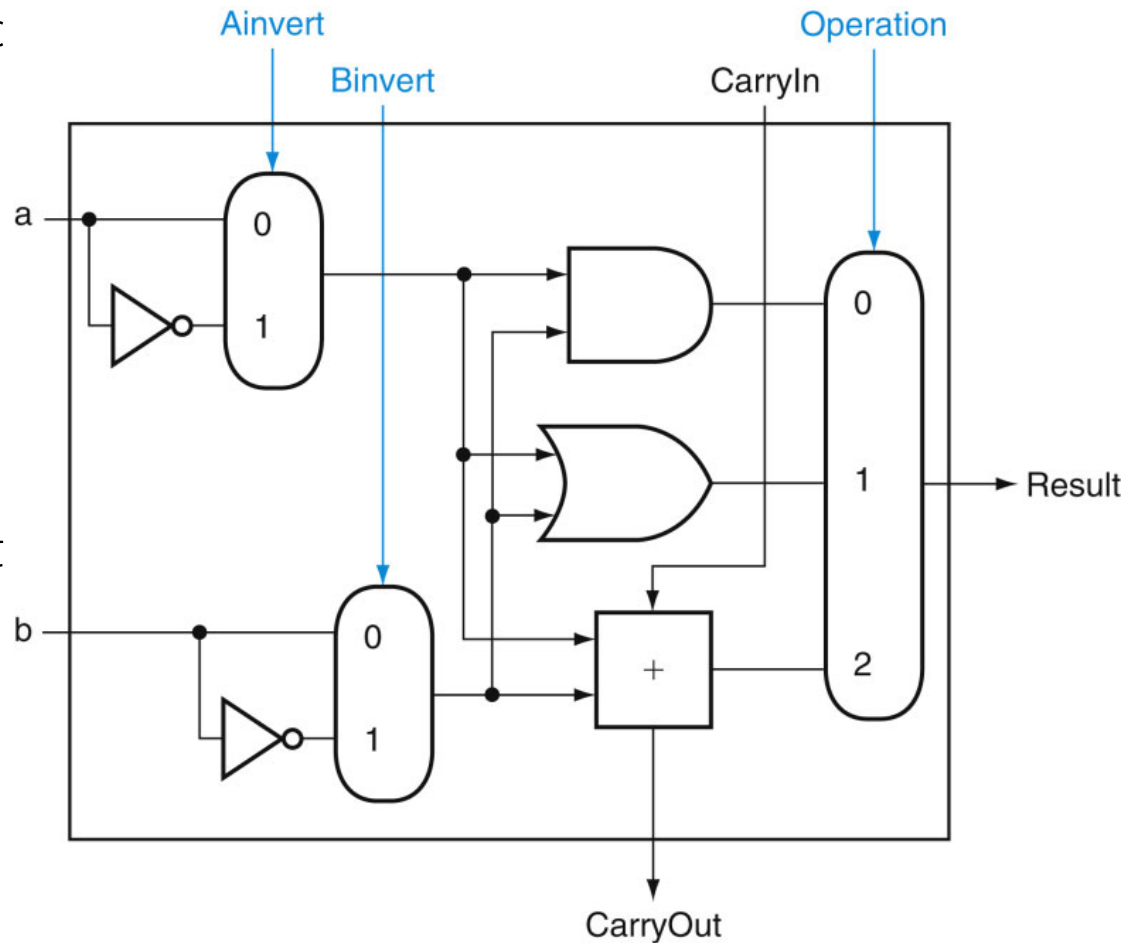 Ainvert
Operation
Binvert
CarryIn
a
0
1
0
1
Result
b
0
1
+
2
CarryOut